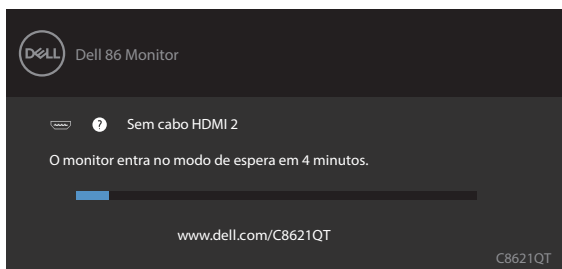 DELL Dell 86 Monitor
? Sem cabo HDMI 2
O monitor entra no modo de espera em 4 minutos.
www.dell.com/C8621QT
C8621QT